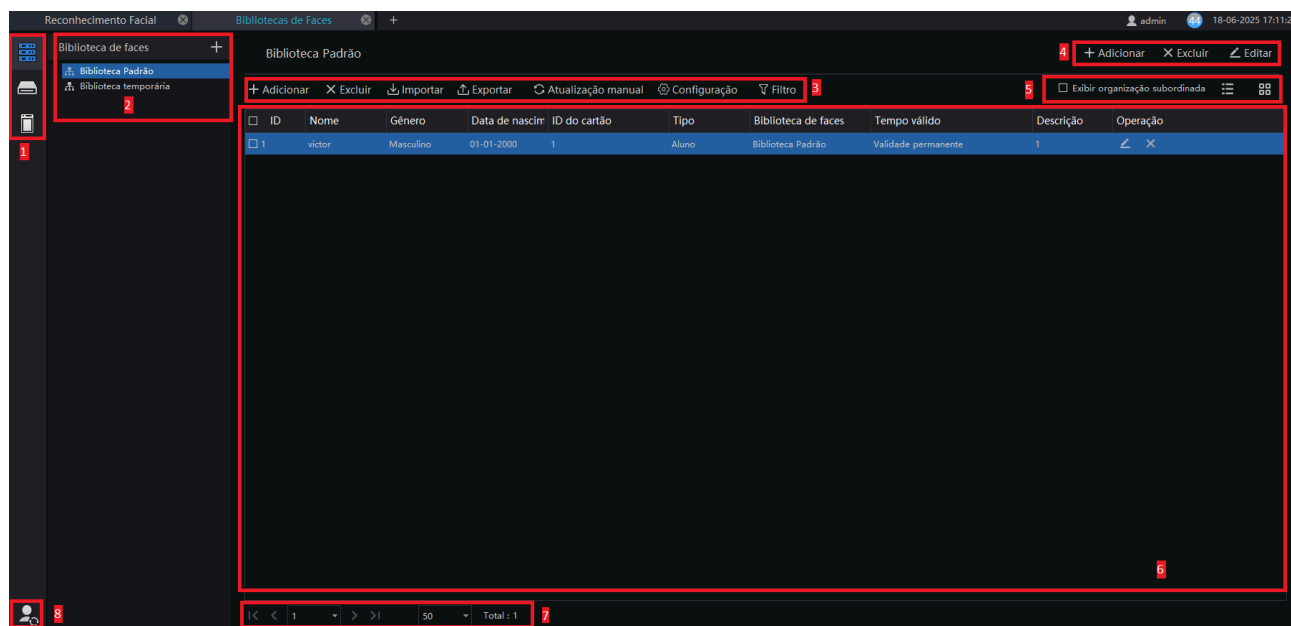 Reconhecimento Facial Bibliotecas de Faces + admin 44 18-06-2025 17:11:2
Biblioteca de faces +
Biblioteca Padrão
Biblioteca temporária
2
1
8
Biblioteca Padrão
4 + Adicionar Excluir Editar
+ Adicionar Excluir Importar Exportar Atualização manual Configuração Filtro 3
5 Exibir organização subordinada
ID Nome Gênero Data de nascim ID do cartão Tipo Biblioteca de faces Tempo válido Descrição Operação
1 victor Masculino 01-01-2000 1 Aluno Biblioteca Padrão Validade permanente 1
6
1 50 Total : 1 7